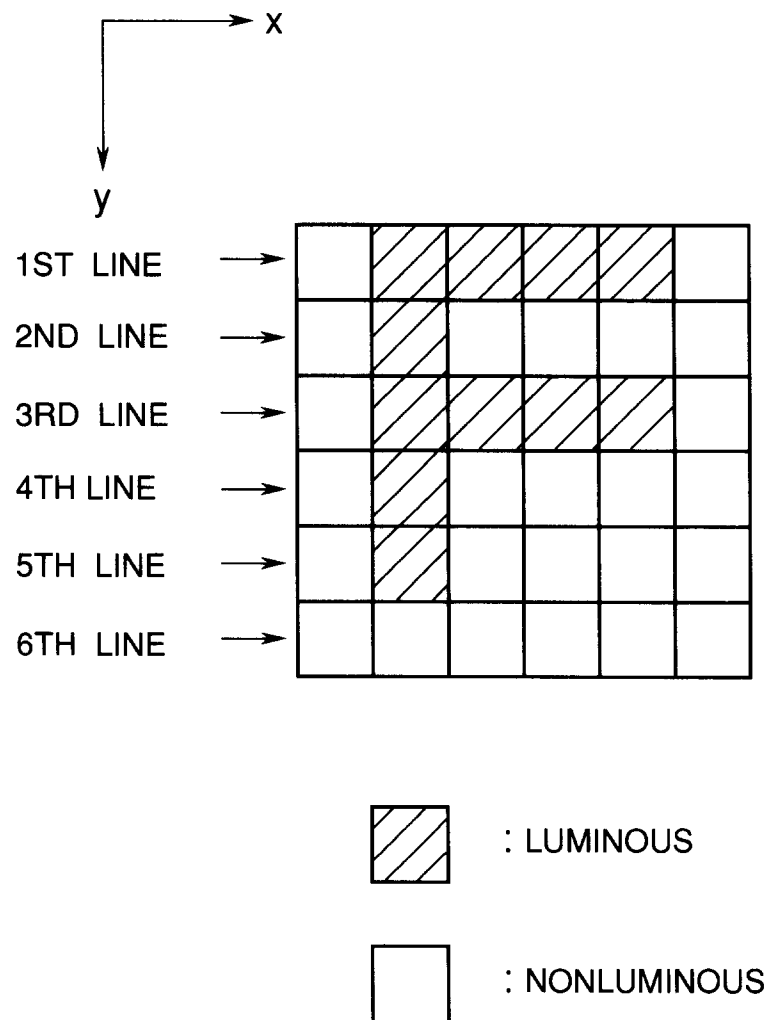 x
y
1ST LINE
2ND LINE
3RD LINE
4TH LINE
5TH LINE
6TH LINE
: LUMINOUS
: NONLUMINOUS